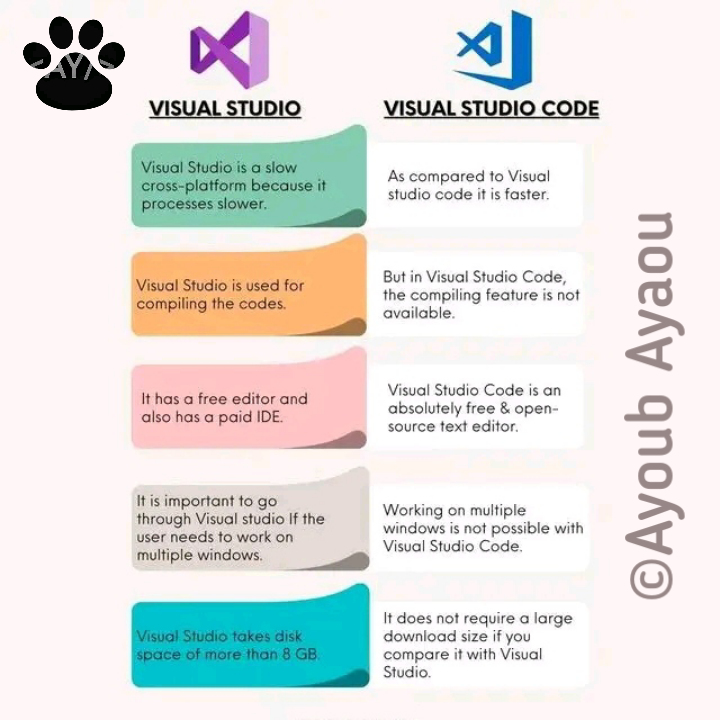 <AY/>
VISUAL STUDIO
VISUAL STUDIO CODE
Visual Studio is a slow
cross-platform because it
processes slower.
As compared to Visual
studio code it is faster.
Visual Studio is used for
compiling the codes.
But in Visual Studio Code,
the compiling feature is not
available.
It has a free editor and
also has a paid IDE.
Visual Studio Code is an
absolutely free & open-
source text editor.
It is important to go
through Visual studio If the
user needs to work on
multiple windows.
Working on multiple
windows is not possible with
Visual Studio Code.
Visual Studio takes disk
space of more than 8 GB.
It does not require a large
download size if you
compare it with Visual
Studio.
©Ayoub Ayaou